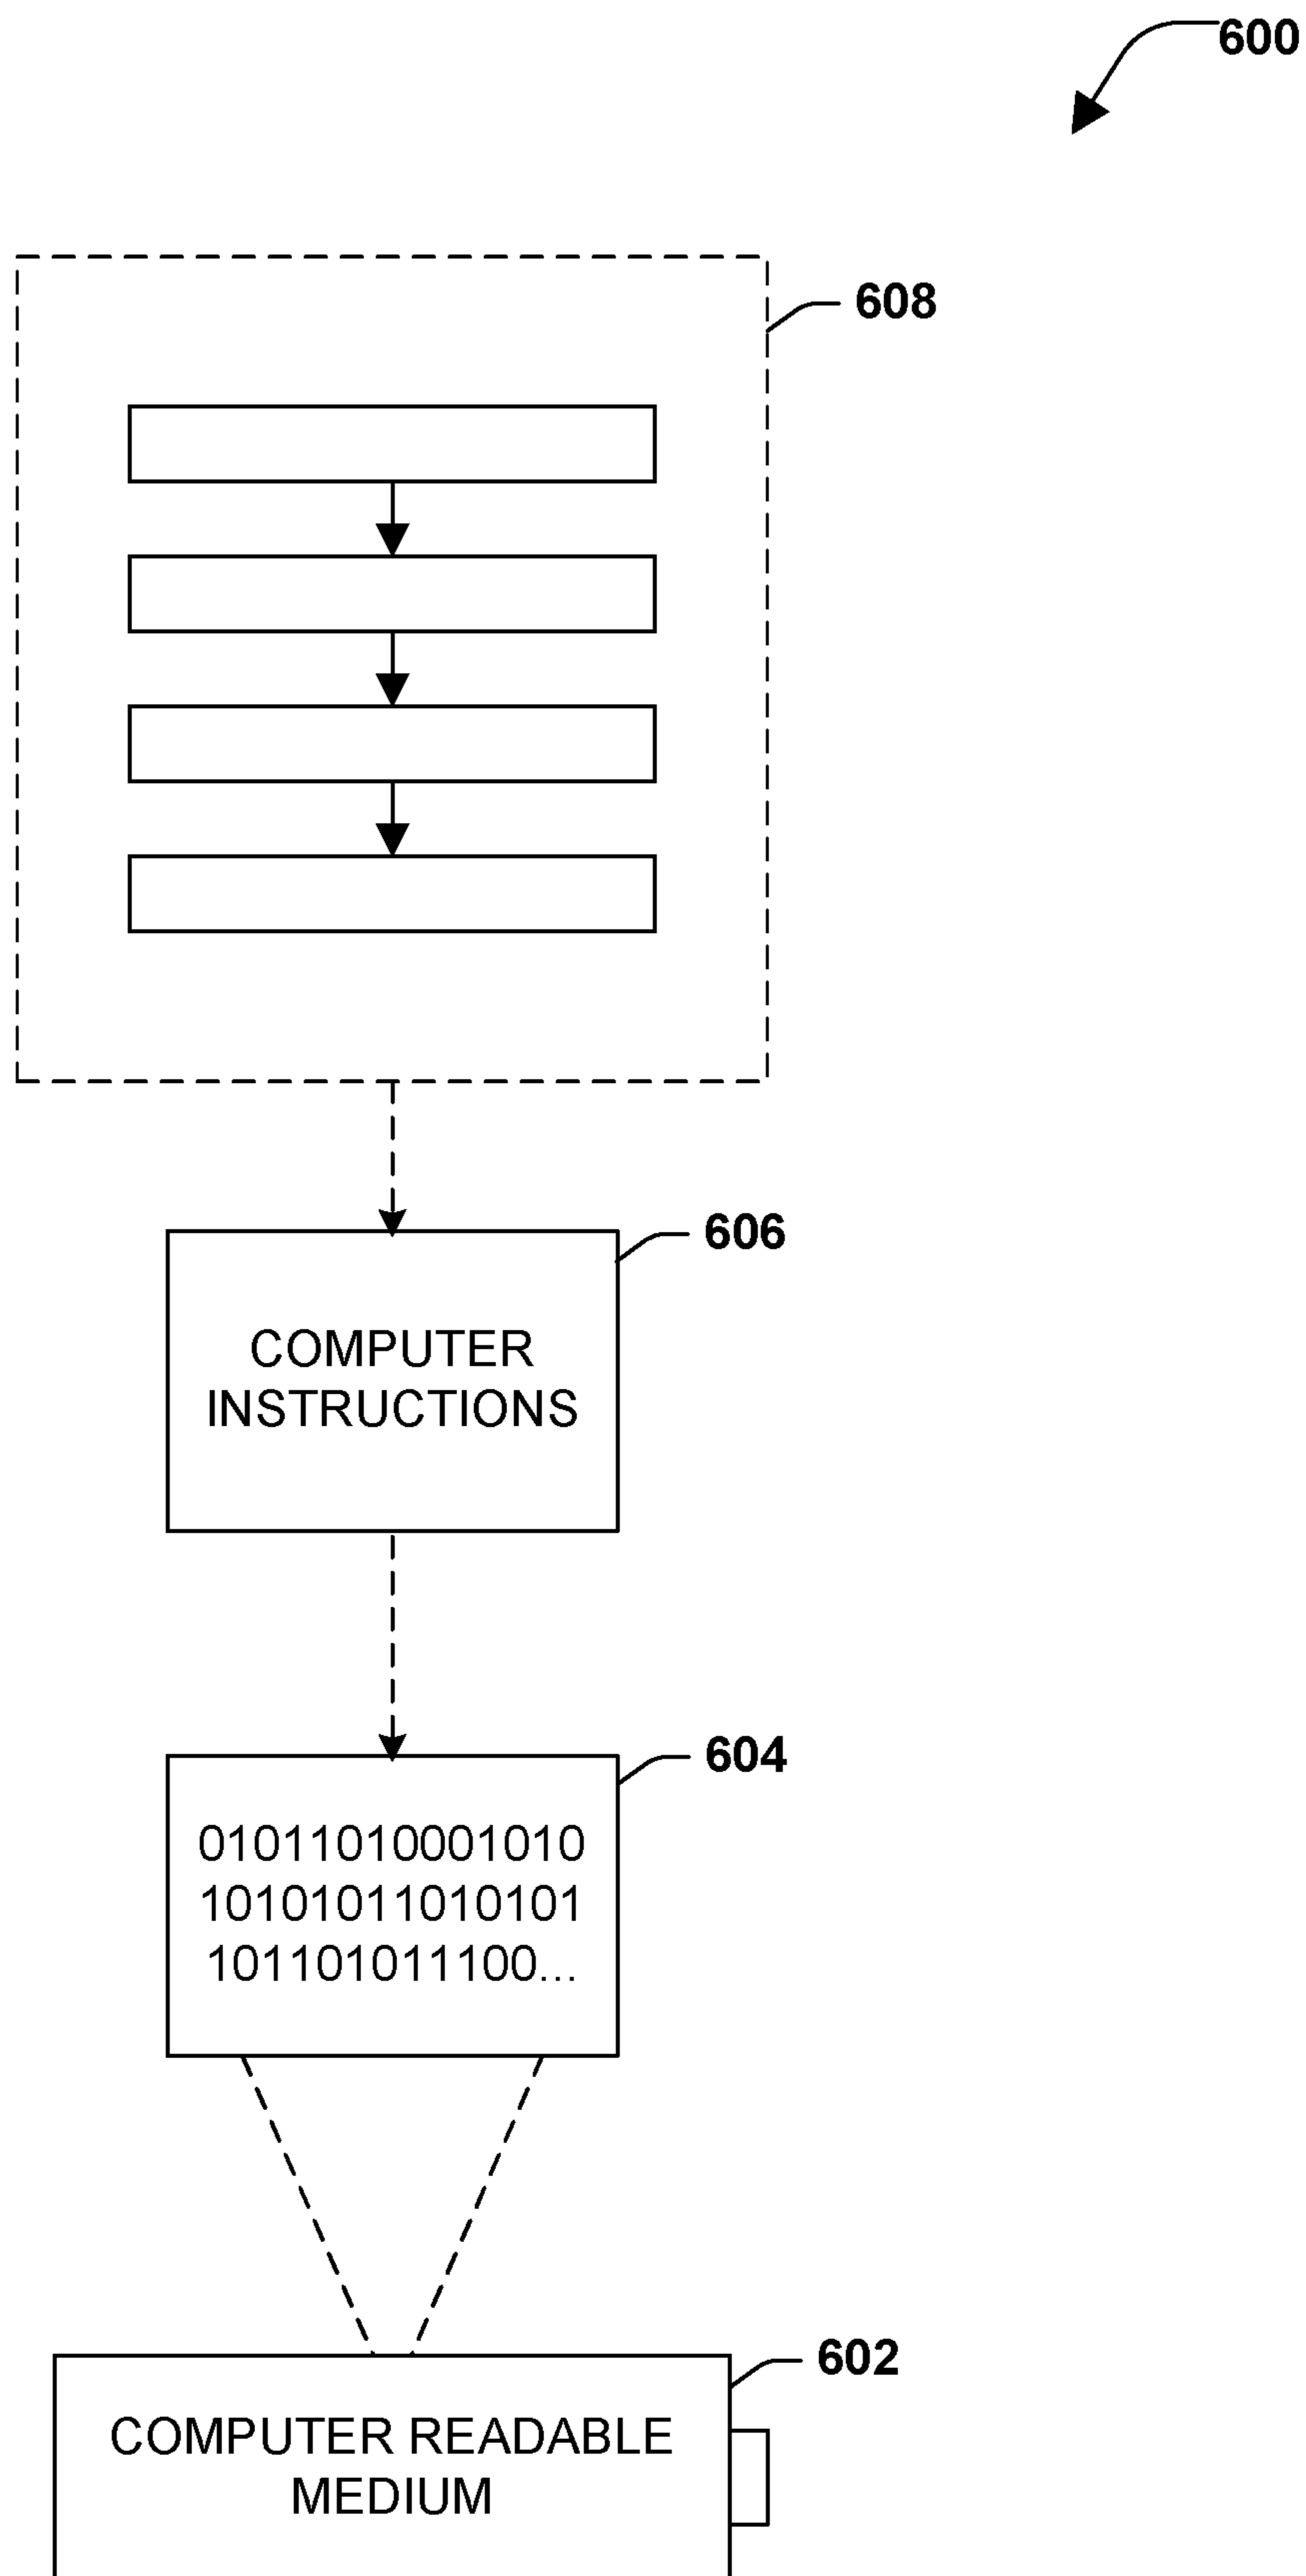 600
608
606
COMPUTER
INSTRUCTIONS
604
01011010001010
10101011010101
101101011100...
602
COMPUTER READABLE
MEDIUM